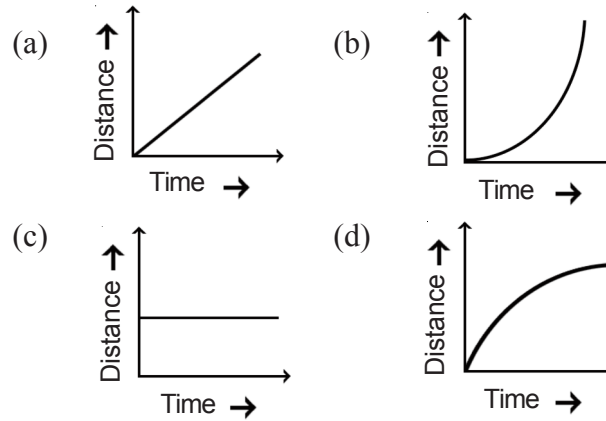 (a)
Distance →
Time →
(b)
Distance →
Time →
(c)
Distance →
Time →
(d)
Distance →
Time →